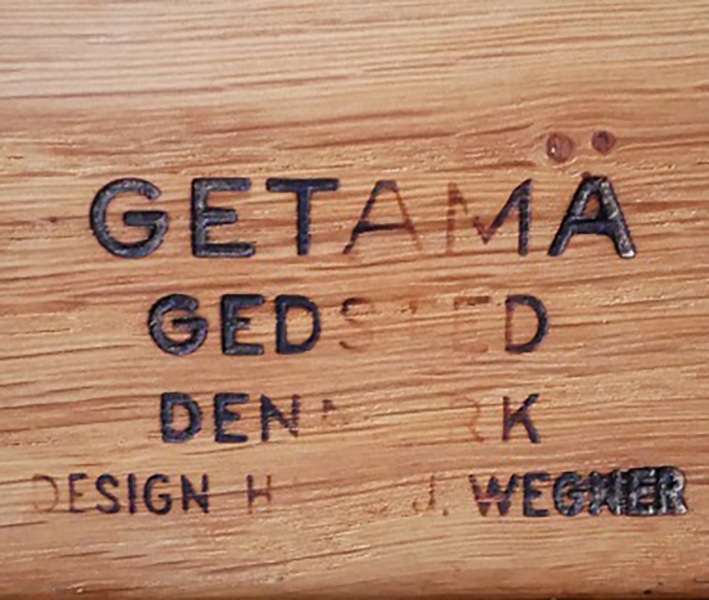 GETAMÄ
GEDSTED
DENMARK
DESIGN H J. WEGNER